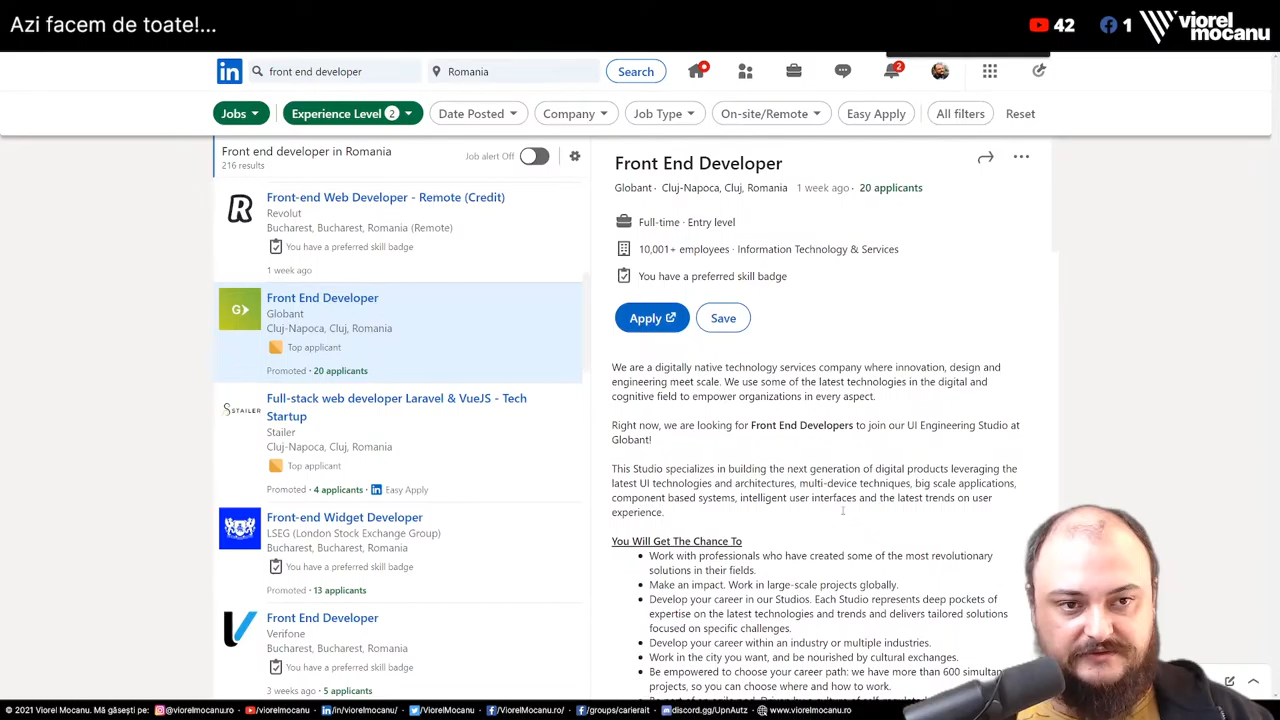 Azi facem de toate!...
42
1
viorel
mocanu
in
front end developer
Romania
Search
2
Jobs
Experience Level 2
Date Posted
Company
Job Type
On-site/Remote
Easy Apply
All filters
Reset
Front end developer in Romania
216 results
Job alert Off
R
Front-end Web Developer - Remote (Credit)
Revolut
Bucharest, Bucharest, Romania (Remote)
You have a preferred skill badge
1 week ago
G
Front End Developer
Globant
Cluj-Napoca, Cluj, Romania
Top applicant
Promoted · 20 applicants
STAILER
Full-stack web developer Laravel & VueJS - Tech
Startup
Stailer
Cluj-Napoca, Cluj, Romania
Top applicant
Promoted · 4 applicants · in Easy Apply
Front-end Widget Developer
LSEG (London Stock Exchange Group)
Bucharest, Bucharest, Romania
You have a preferred skill badge
Promoted · 13 applicants
Front End Developer
Verifone
Bucharest, Bucharest, Romania
You have a preferred skill badge
3 weeks ago · 5 applicants
Front End Developer
Globant · Cluj-Napoca, Cluj, Romania 1 week ago · 20 applicants
Full-time · Entry level
10,001+ employees · Information Technology & Services
You have a preferred skill badge
Apply
Save
We are a digitally native technology services company where innovation, design and
engineering meet scale. We use some of the latest technologies in the digital and
cognitive field to empower organizations in every aspect.
Right now, we are looking for Front End Developers to join our UI Engineering Studio at
Globant!
This Studio specializes in building the next generation of digital products leveraging the
latest UI technologies and architectures, multi-device techniques, big scale applications,
component based systems, intelligent user interfaces and the latest trends on user
experience.
You Will Get The Chance To
Work with professionals who have created some of the most revolutionary
solutions in their fields.
Make an impact. Work in large-scale projects globally.
Develop your career in our Studios. Each Studio represents deep pockets of
expertise on the latest technologies and trends and delivers tailored solutions
focused on specific challenges.
Develop your career within an industry or multiple industries.
Work in the city you want, and be nourished by cultural exchanges.
Be empowered to choose your career path: we have more than 600 simultan
projects, so you can choose where and how to work.
© 2021 Viorel Mocanu. Mă găsești pe: @viorelmocanu.ro /viorelmocanu /in/viorelmocanu/ /ViorelMocanu /ViorelMocanu.ro/ /groups/carierait discord.gg/UpnAutz www.viorelmocanu.ro